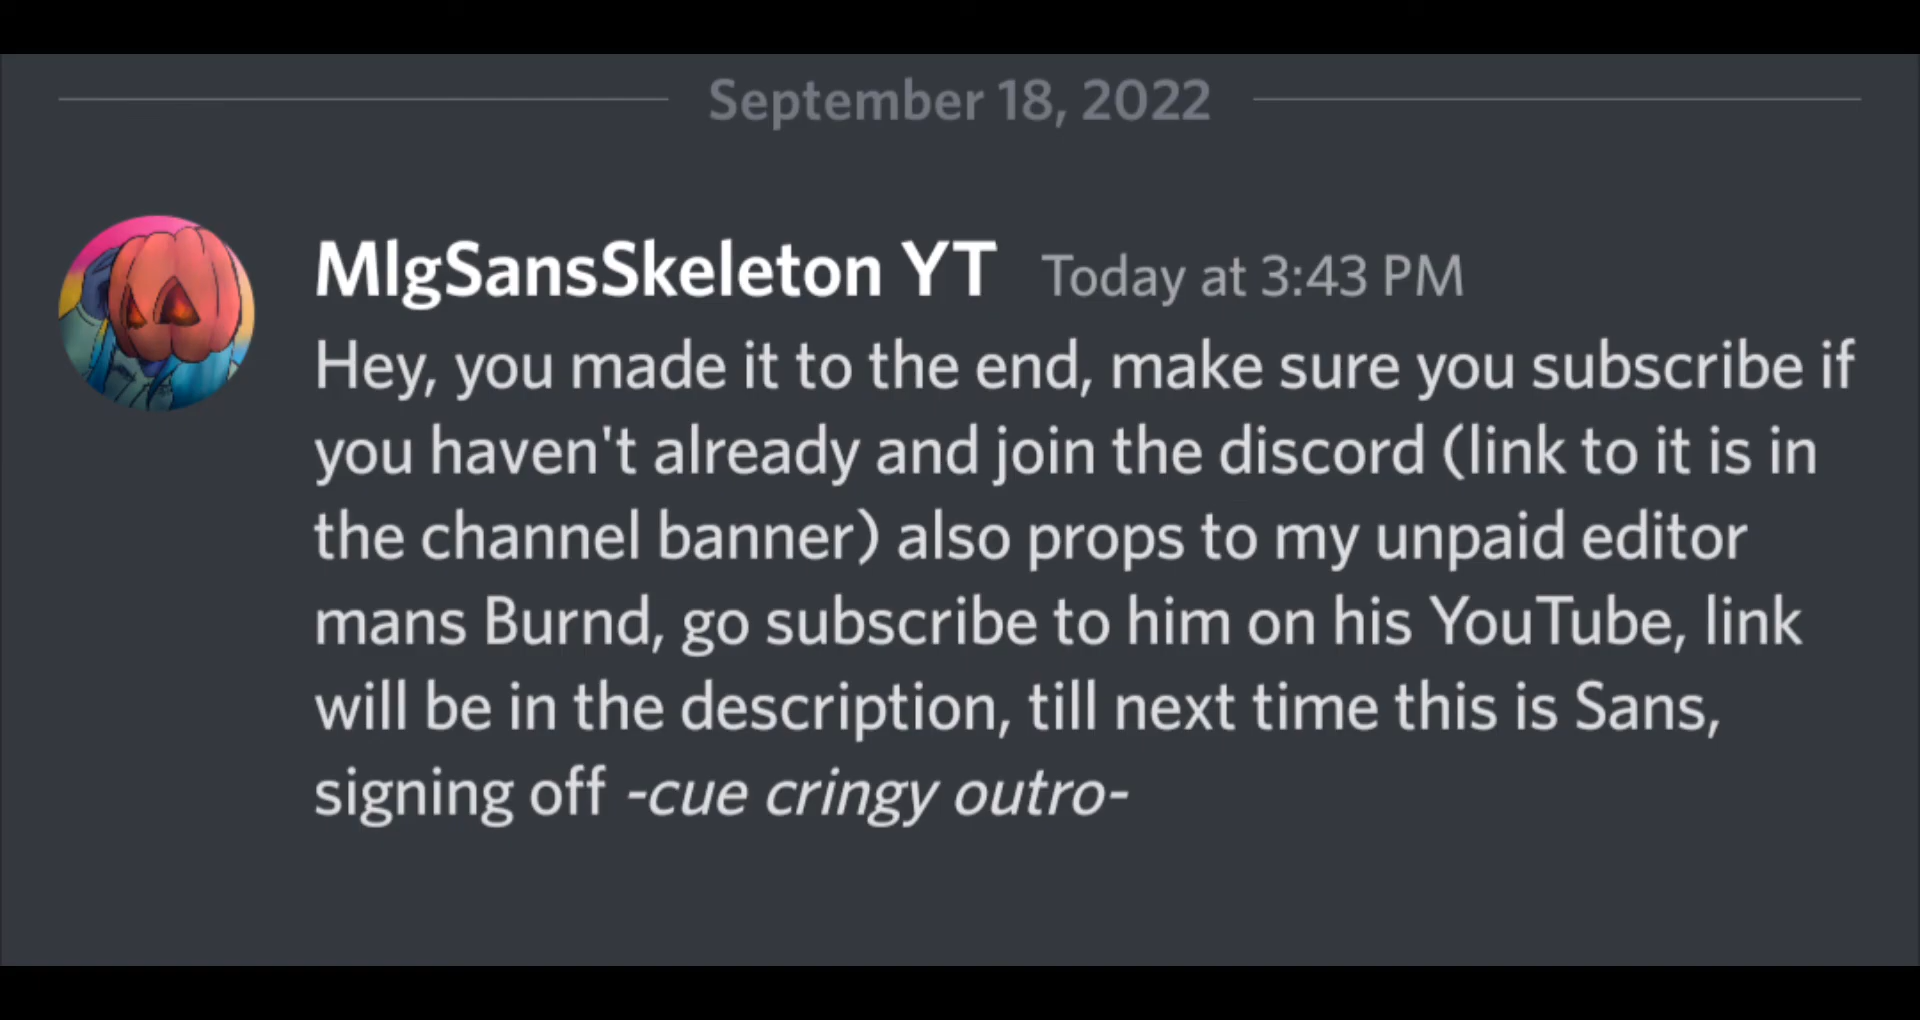 September 18, 2022
MlgSansSkeleton YT Today at 3:43 PM
Hey, you made it to the end, make sure you subscribe if
you haven't already and join the discord (link to it is in
the channel banner) also props to my unpaid editor
mans Burnd, go subscribe to him on his YouTube, link
will be in the description, till next time this is Sans,
signing off -cue cringy outro-